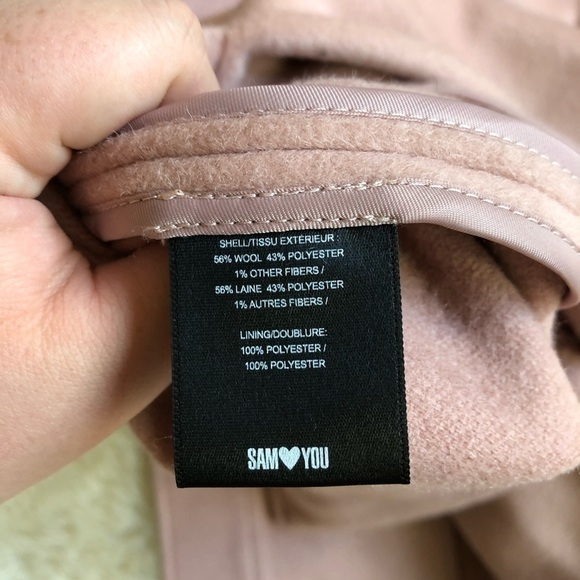 SHELL/TISSU EXTÉRIEUR :
56% WOOL 43% POLYESTER
1% OTHER FIBERS /
56% LAINE 43% POLYESTER
1% AUTRES FIBERS /
LINING/DOUBLURE:
100% POLYESTER /
100% POLYESTER
SAM♥YOU